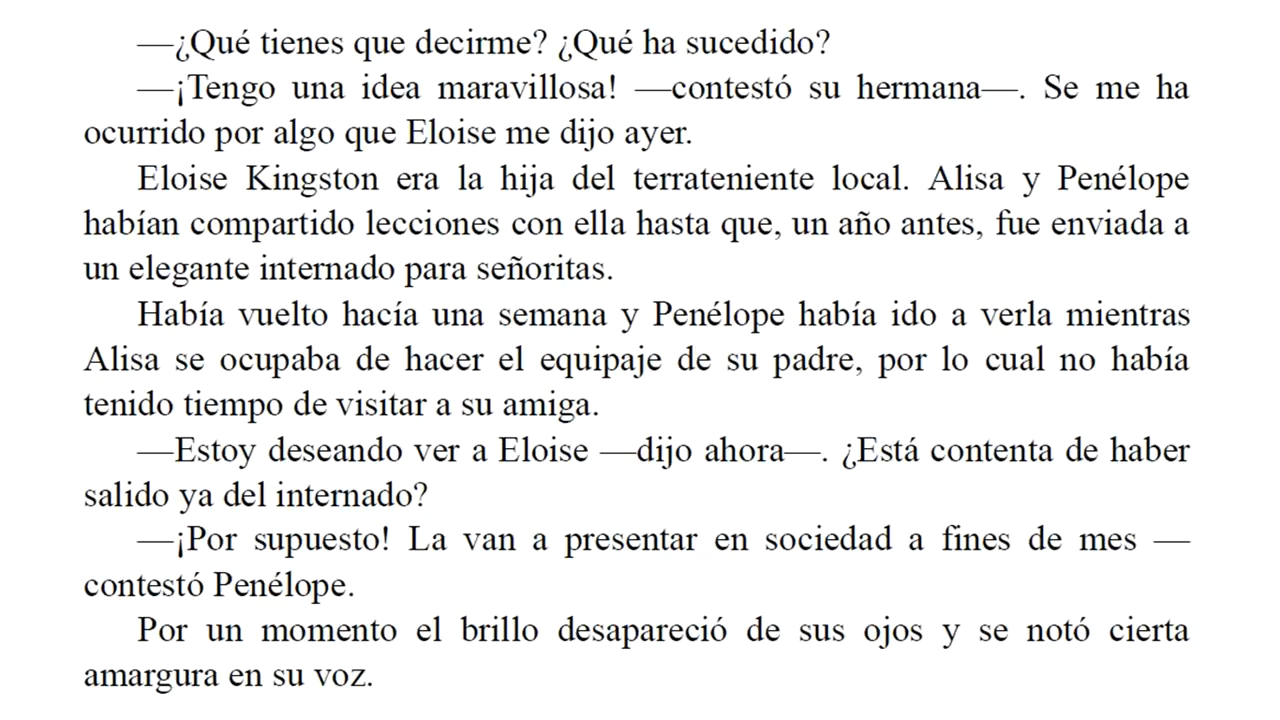 —¿Qué tienes que decirme? ¿Qué ha sucedido?
—¡Tengo una idea maravillosa! —contestó su hermana—. Se me ha
ocurrido por algo que Eloise me dijo ayer.
Eloise Kingston era la hija del terrateniente local. Alisa y Penélope
habían compartido lecciones con ella hasta que, un año antes, fue enviada a
un elegante internado para señoritas.
Había vuelto hacía una semana y Penélope había ido a verla mientras
Alisa se ocupaba de hacer el equipaje de su padre, por lo cual no había
tenido tiempo de visitar a su amiga.
—Estoy deseando ver a Eloise —dijo ahora—. ¿Está contenta de haber
salido ya del internado?
—¡Por supuesto! La van a presentar en sociedad a fines de mes —
contestó Penélope.
Por un momento el brillo desapareció de sus ojos y se notó cierta
amargura en su voz.